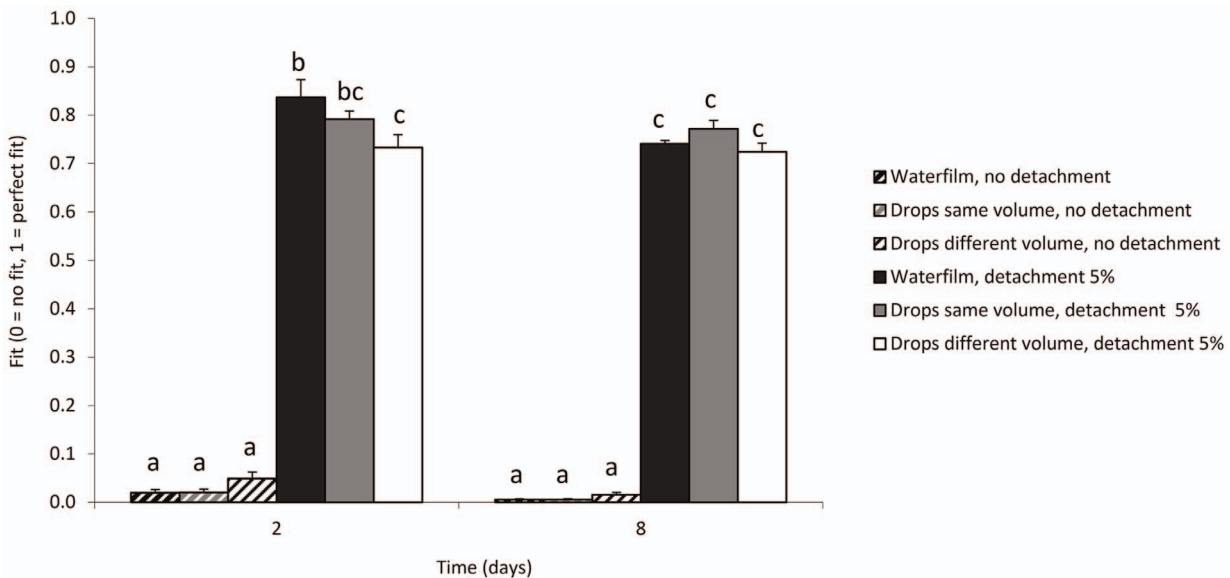 1.0
0.9
0.8
0.7
0.6
0.5
0.4
0.3
0.2
0.1
0.0
Fit (0 = no fit, 1 = perfect fit)
a a a b bc c
a a a c c c
2 8
Time (days)
Waterfilm, no detachment
Drops same volume, no detachment
Drops different volume, no detachment
Waterfilm, detachment 5%
Drops same volume, detachment 5%
Drops different volume, detachment 5%